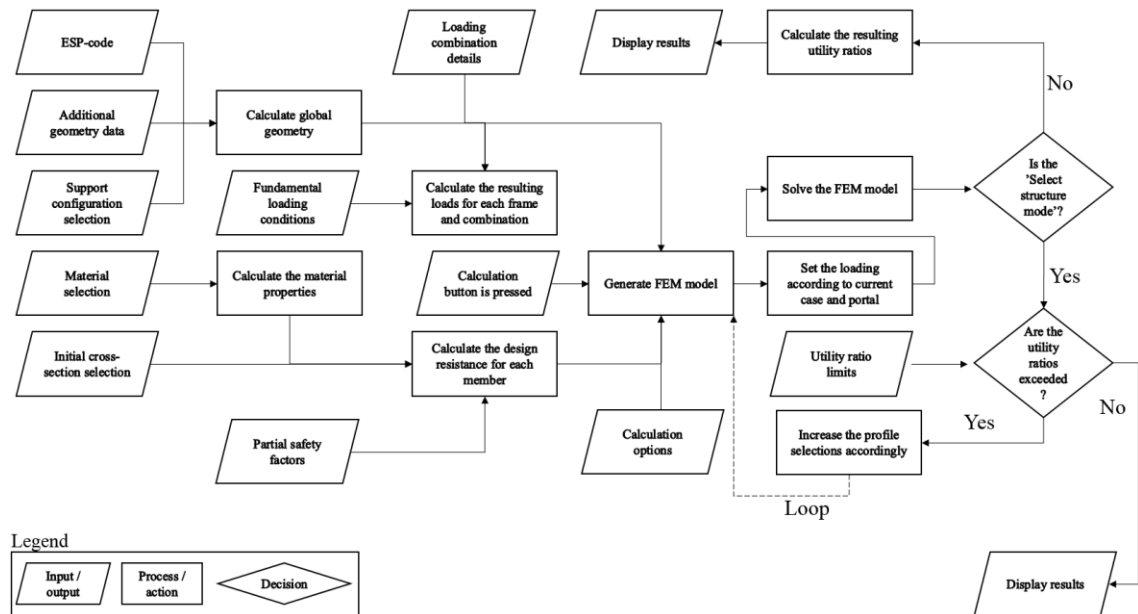 ESP-code
Loading
combination
details
Display results
Calculate the resulting
utility ratios
No
Additional
geometry data
Calculate global
geometry
Support
configuration
selection
Fundamental
loading
conditions
Calculate the resulting
loads for each frame
and combination
Solve the FEM model
Is the
'Select
structure
mode'?
Material
selection
Calculate the material
properties
Calculation
button is pressed
Generate FEM model
Set the loading
according to current
case and portal
Yes
Initial cross-
section selection
Calculate the design
resistance for each
member
Utility ratio
limits
Are the
utility
ratios
exceeded
?
No
Yes
Partial safety
factors
Calculation
options
Increase the profile
selections accordingly
Loop
Legend
Input /
output
Process /
action
Decision
Display results